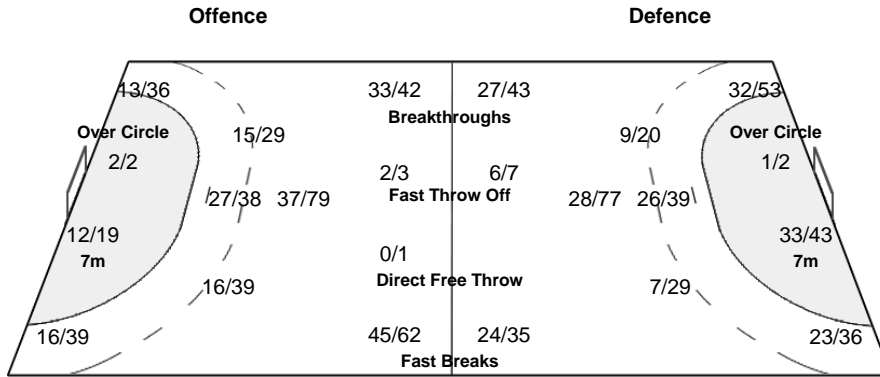 Offence Defence
13/36 33/42 27/43 32/53
Breakthroughs
Over Circle 15/29 9/20 Over Circle
2/2 2/3 6/7 1/2
27/38 37/79 Fast Throw Off 28/77 26/39
12/19 33/43
0/1
7m 7m
Direct Free Throw
16/39 7/29
16/39 45/62 24/35 23/36
Fast Breaks